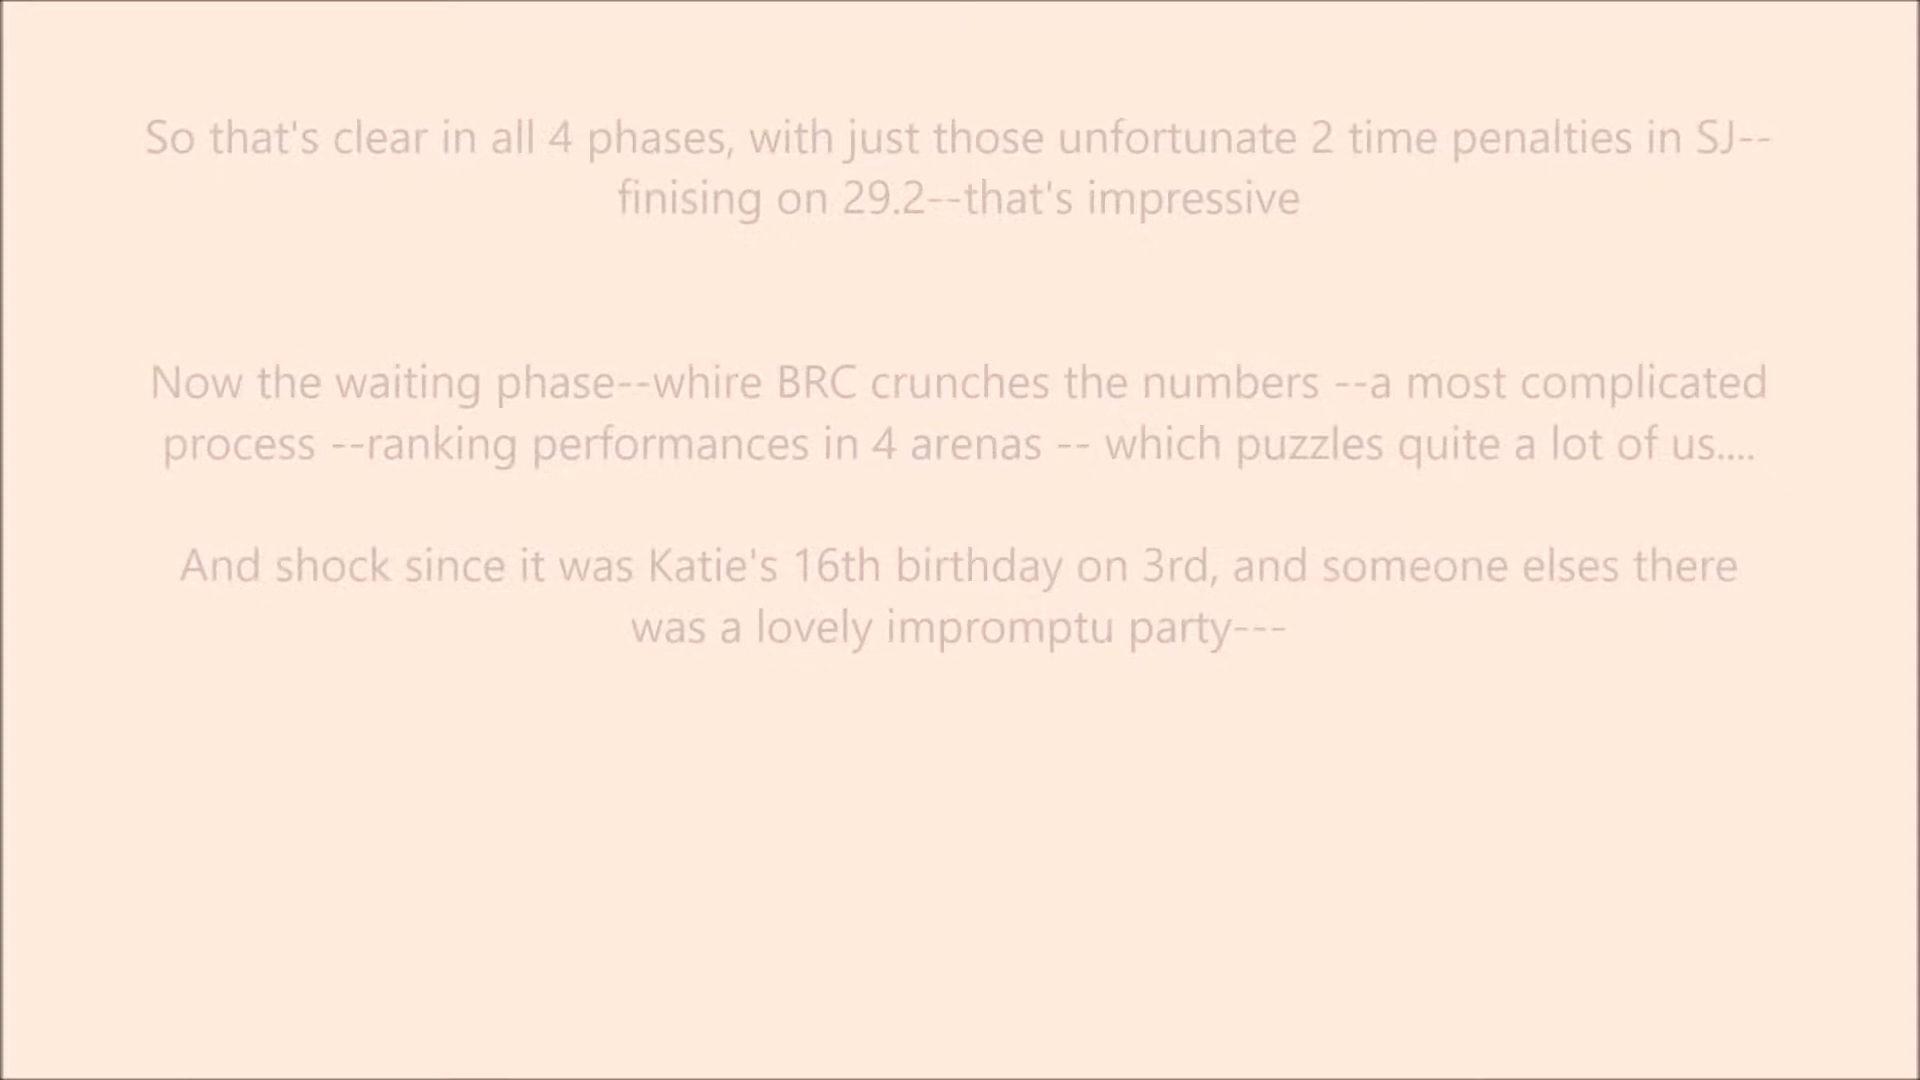 So that's clear in all 4 phases, with just those unfortunate 2 time penalties in SJ--
finising on 29.2--that's impressive
Now the waiting phase--whire BRC crunches the numbers --a most complicated
process --ranking performances in 4 arenas -- which puzzles quite a lot of us....
And shock since it was Katie's 16th birthday on 3rd, and someone elses there
was a lovely impromptu party---